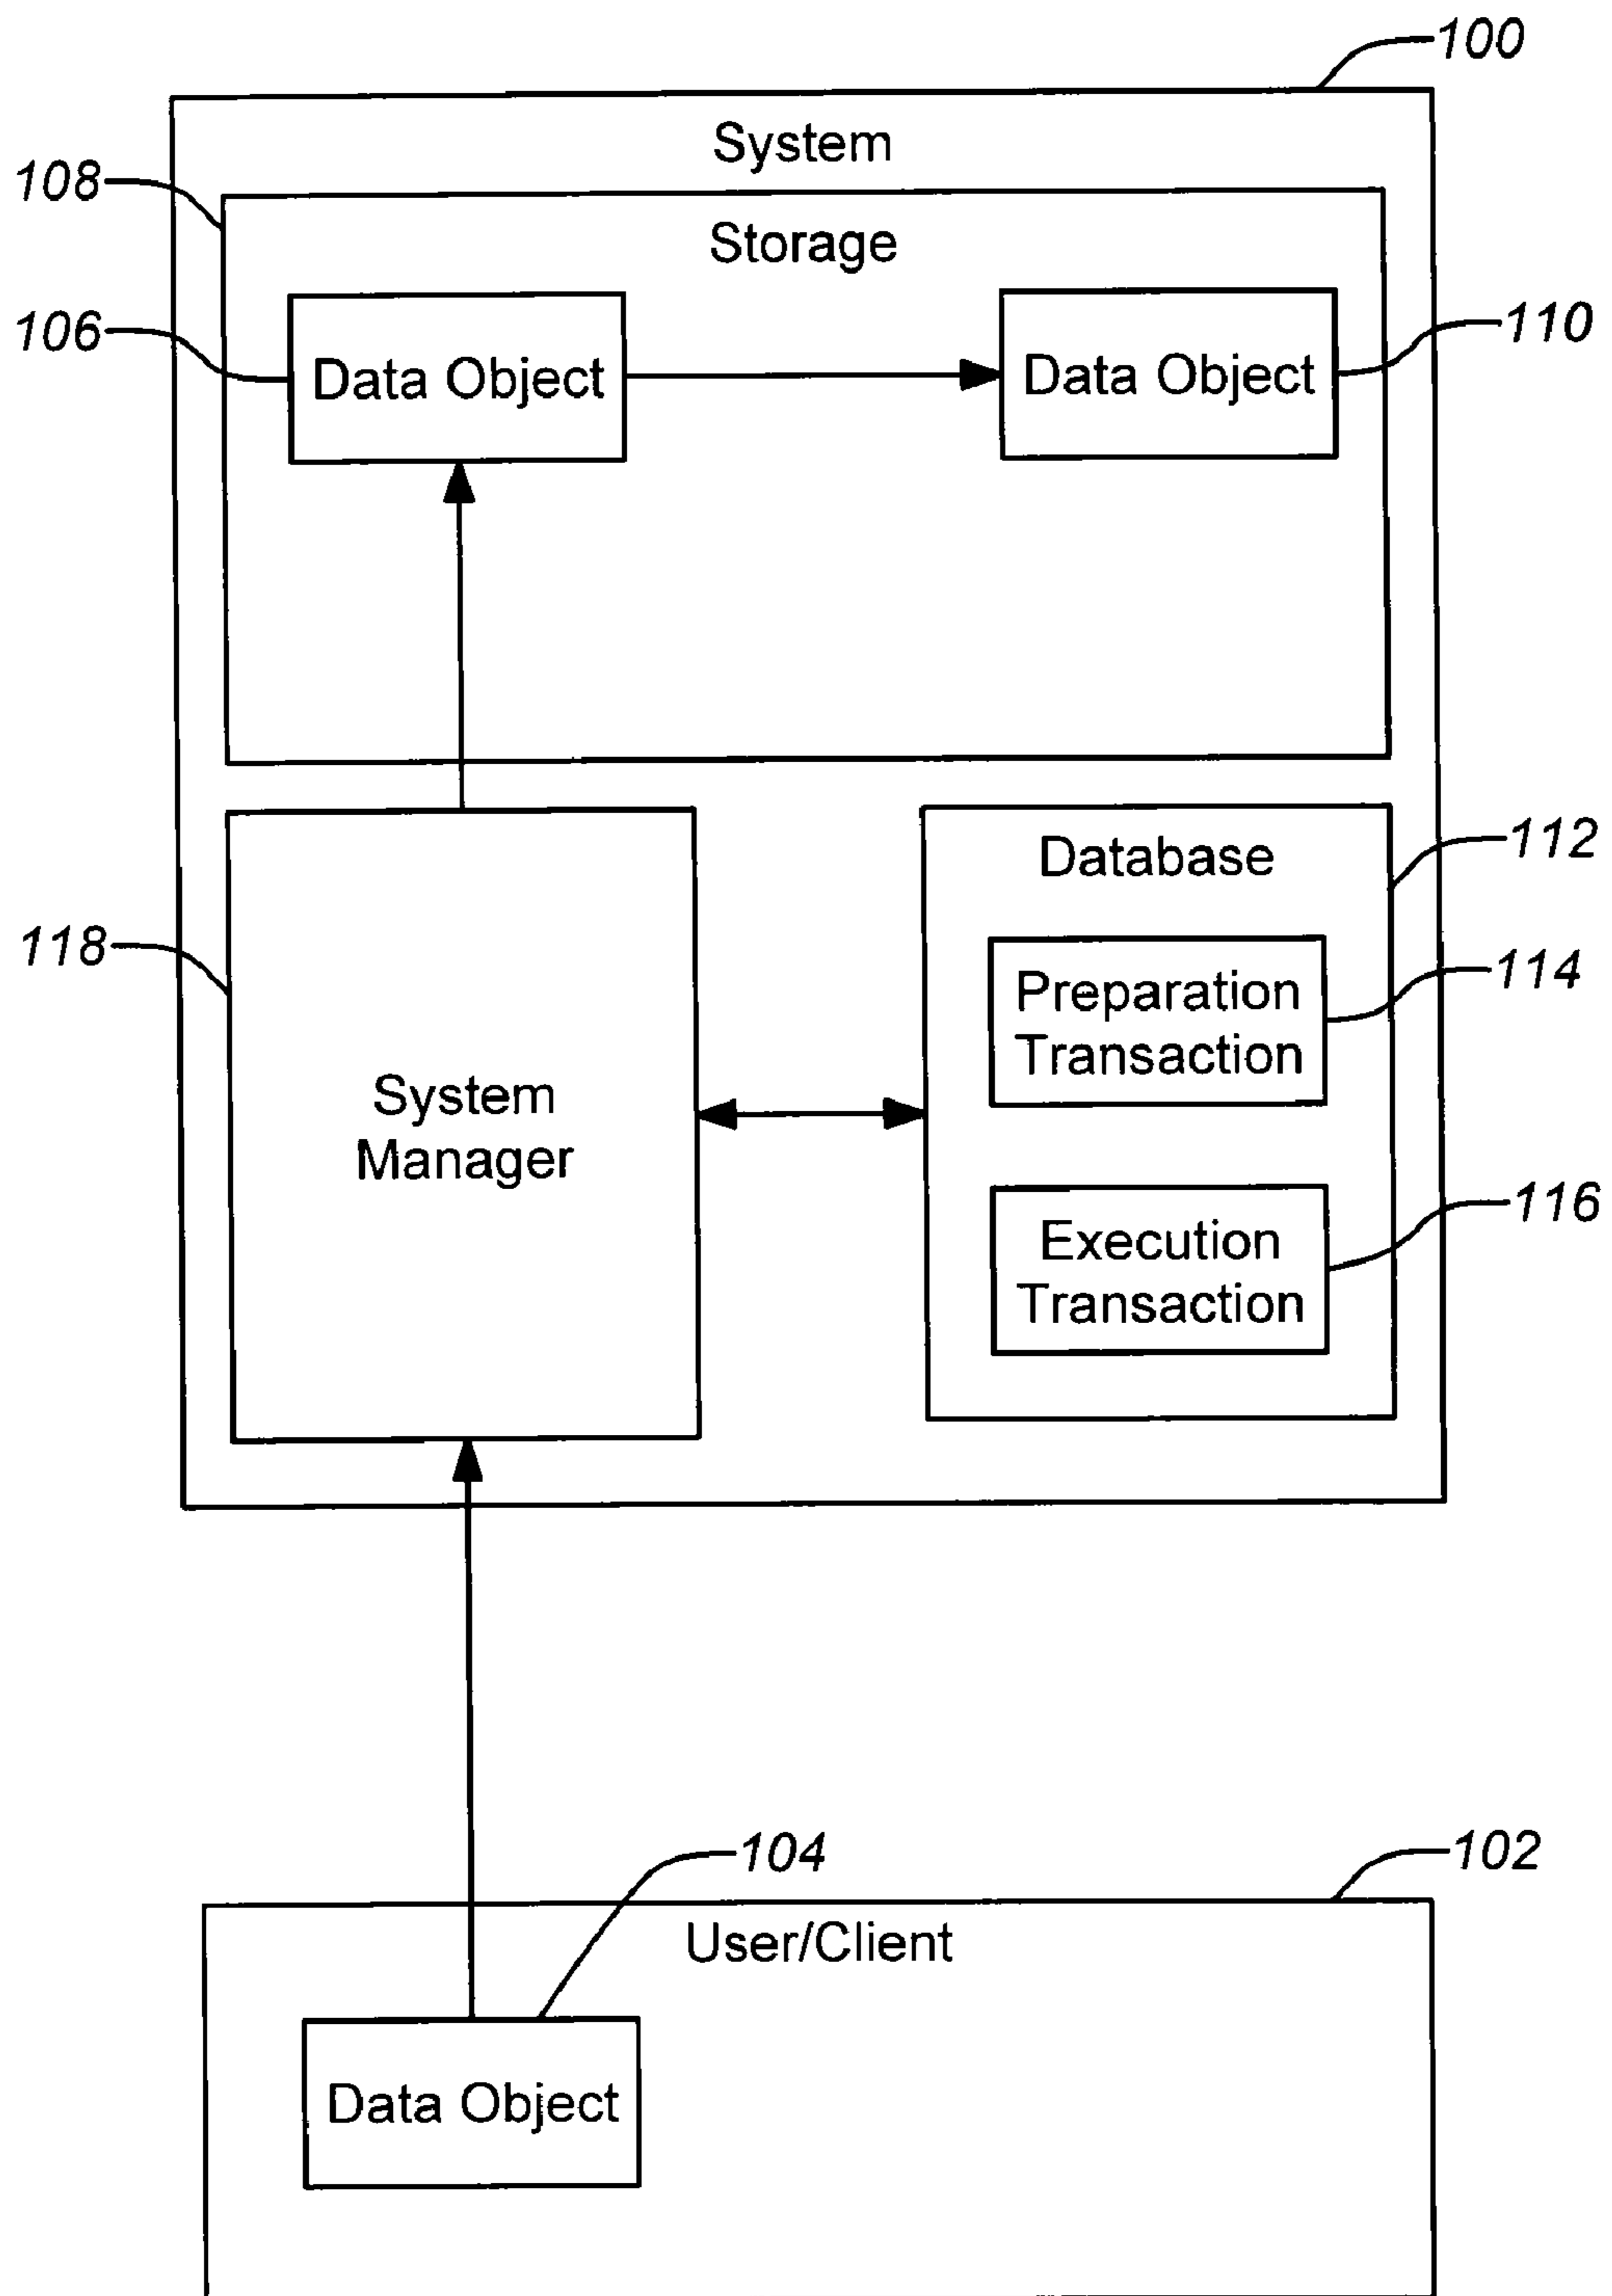 100
System
108
Storage
106
Data Object
Data Object
110
Database
112
118
Preparation
Transaction
114
System
Manager
Execution
Transaction
116
104
102
User/Client
Data Object